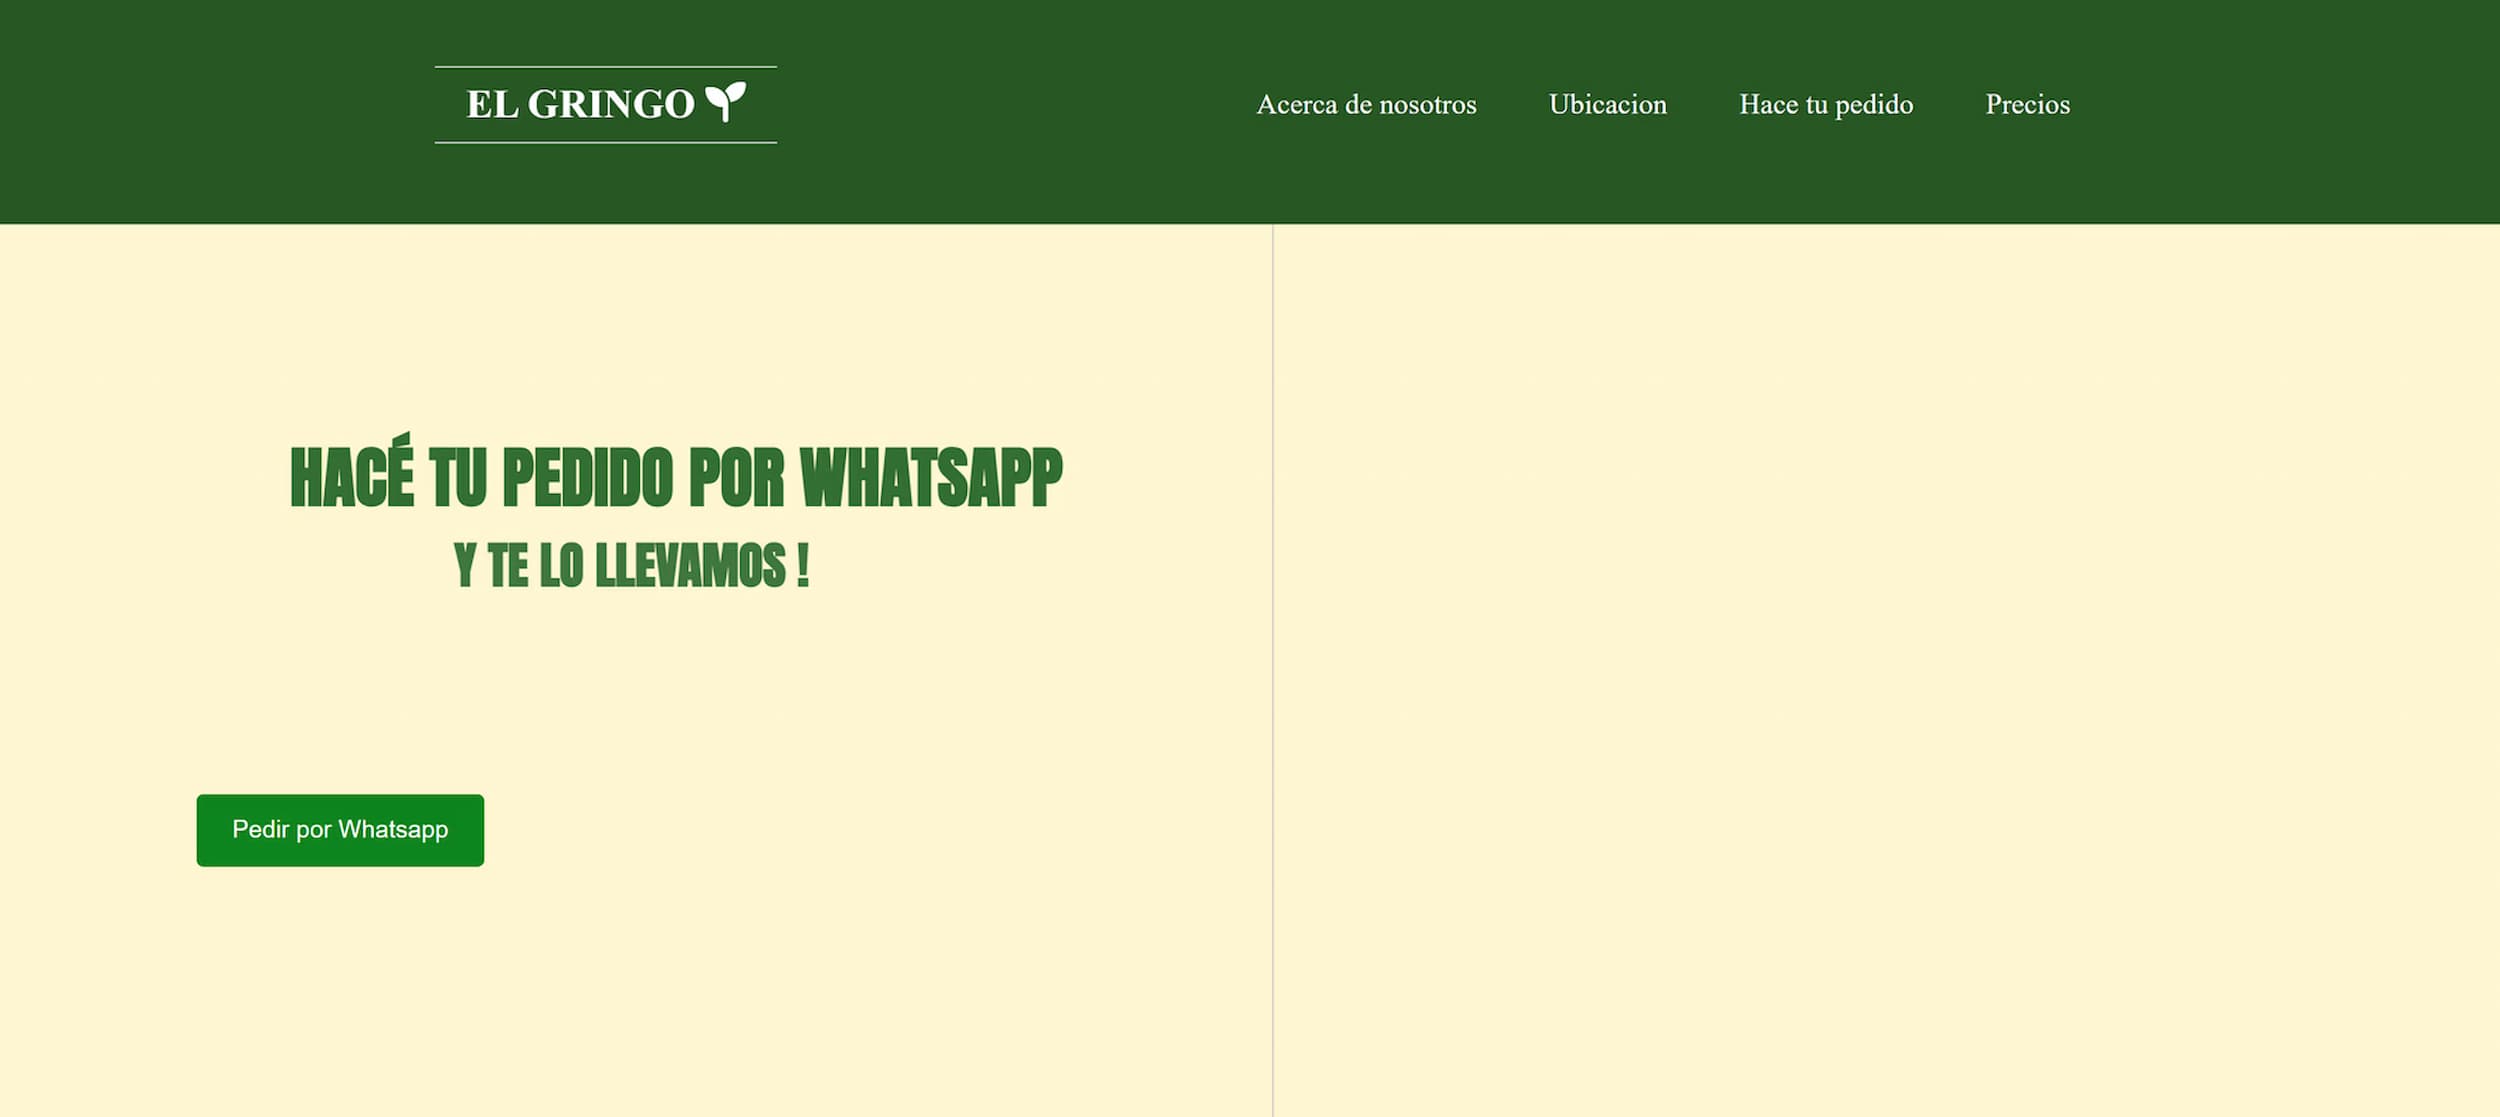 EL GRINGO
Acerca de nosotros
Ubicacion
Hace tu pedido
Precios
HACÉ TU PEDIDO POR WHATSAPP
Y TE LO LLEVAMOS !
Pedir por Whatsapp